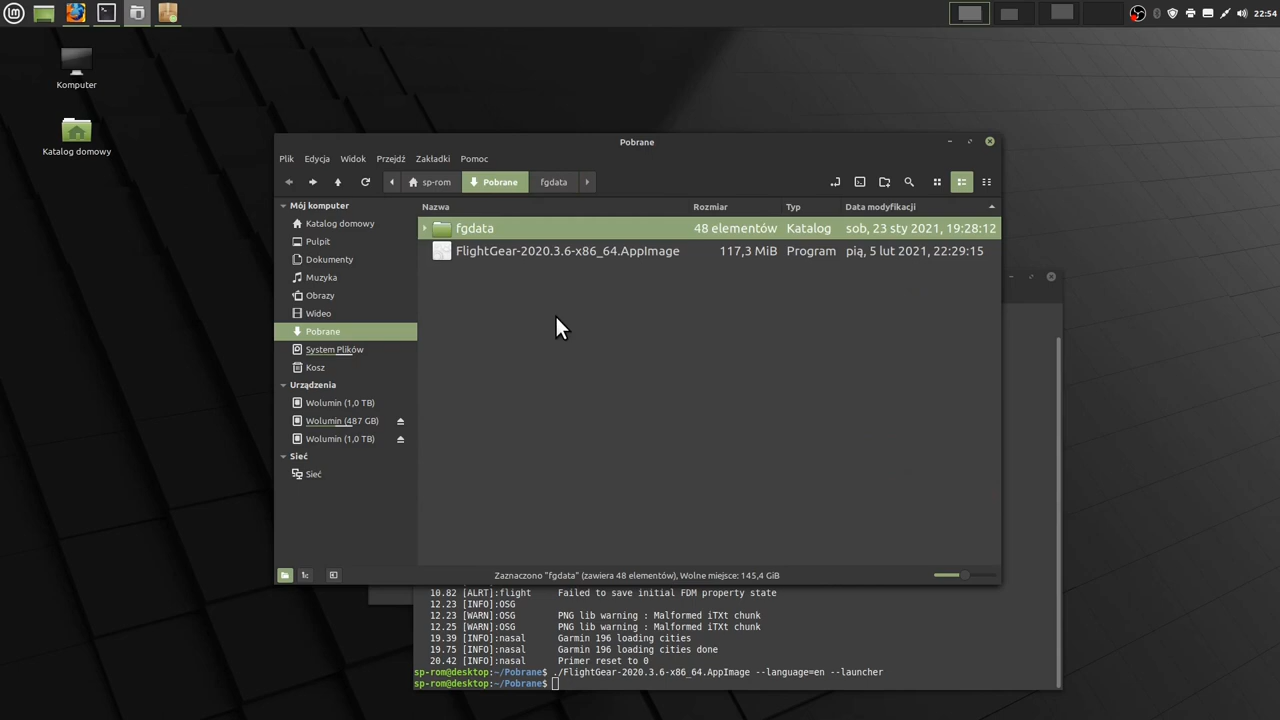 22:54
Komputer
Katalog domowy
Pobrane
Plik Edycja Widok Przejdź Zakładki Pomoc
sp-rom Pobrane fgdata
Mój komputer
Katalog domowy
Pulpit
Dokumenty
Muzyka
Obrazy
Wideo
Pobrane
System Plików
Kosz
Urządzenia
Wolumin (1,0 TB)
Wolumin (487 GB)
Wolumin (1,0 TB)
Sieć
Sieć
Nazwa Rozmiar Typ Data modyfikacji
fgdata 48 elementów Katalog sob, 23 sty 2021, 19:28:12
FlightGear-2020.3.6-x86_64.AppImage 117,3 MiB Program pią, 5 lut 2021, 22:29:15
Zaznaczono "fgdata" (zawiera 48 elementów), Wolne miejsce: 145,4 GiB
10.82 [ALRT]:flight Failed to save initial FDM property state
12.23 [INFO]:OSG
12.23 [WARN]:OSG PNG lib warning : Malformed iTXt chunk
12.25 [WARN]:OSG PNG lib warning : Malformed iTXt chunk
19.39 [INFO]:nasal Garmin 196 loading cities
19.75 [INFO]:nasal Garmin 196 loading cities done
20.42 [INFO]:nasal Primer reset to 0
sp-rom@desktop:~/Pobrane$ ./FlightGear-2020.3.6-x86_64.AppImage --language=en --launcher
sp-rom@desktop:~/Pobrane$